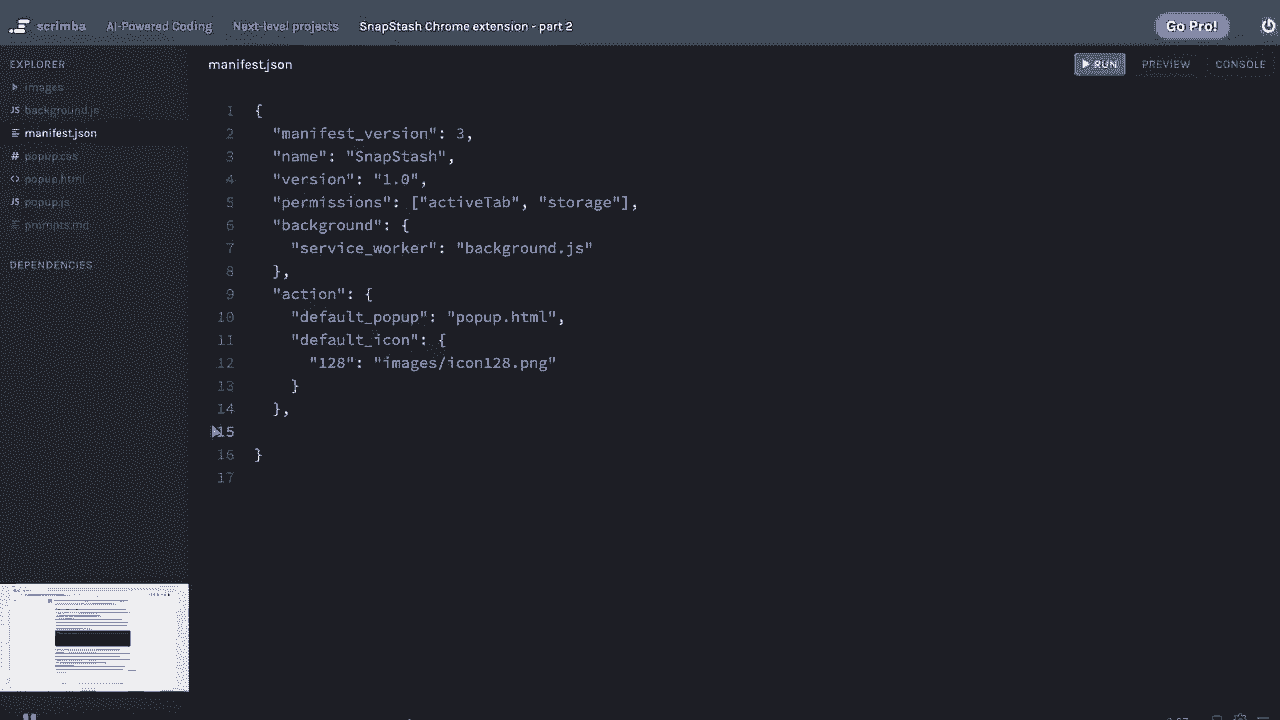 scrimba AI-Powered Coding Next-level projects SnapStash Chrome extension - part 2 Go Pro!
EXPLORER
images
JS background.js
manifest.json
# popup.css
<> popup.html
JS popup.js
prompts.md
DEPENDENCIES
manifest.json
RUN PREVIEW CONSOLE
1 {
2 "manifest_version": 3,
3 "name": "SnapStash",
4 "version": "1.0",
5 "permissions": ["activeTab", "storage"],
6 "background": {
7 "service_worker": "background.js"
8 },
9 "action": {
10 "default_popup": "popup.html",
11 "default_icon": {
12 "128": "images/icon128.png"
13 }
14 },
15
16 }
17